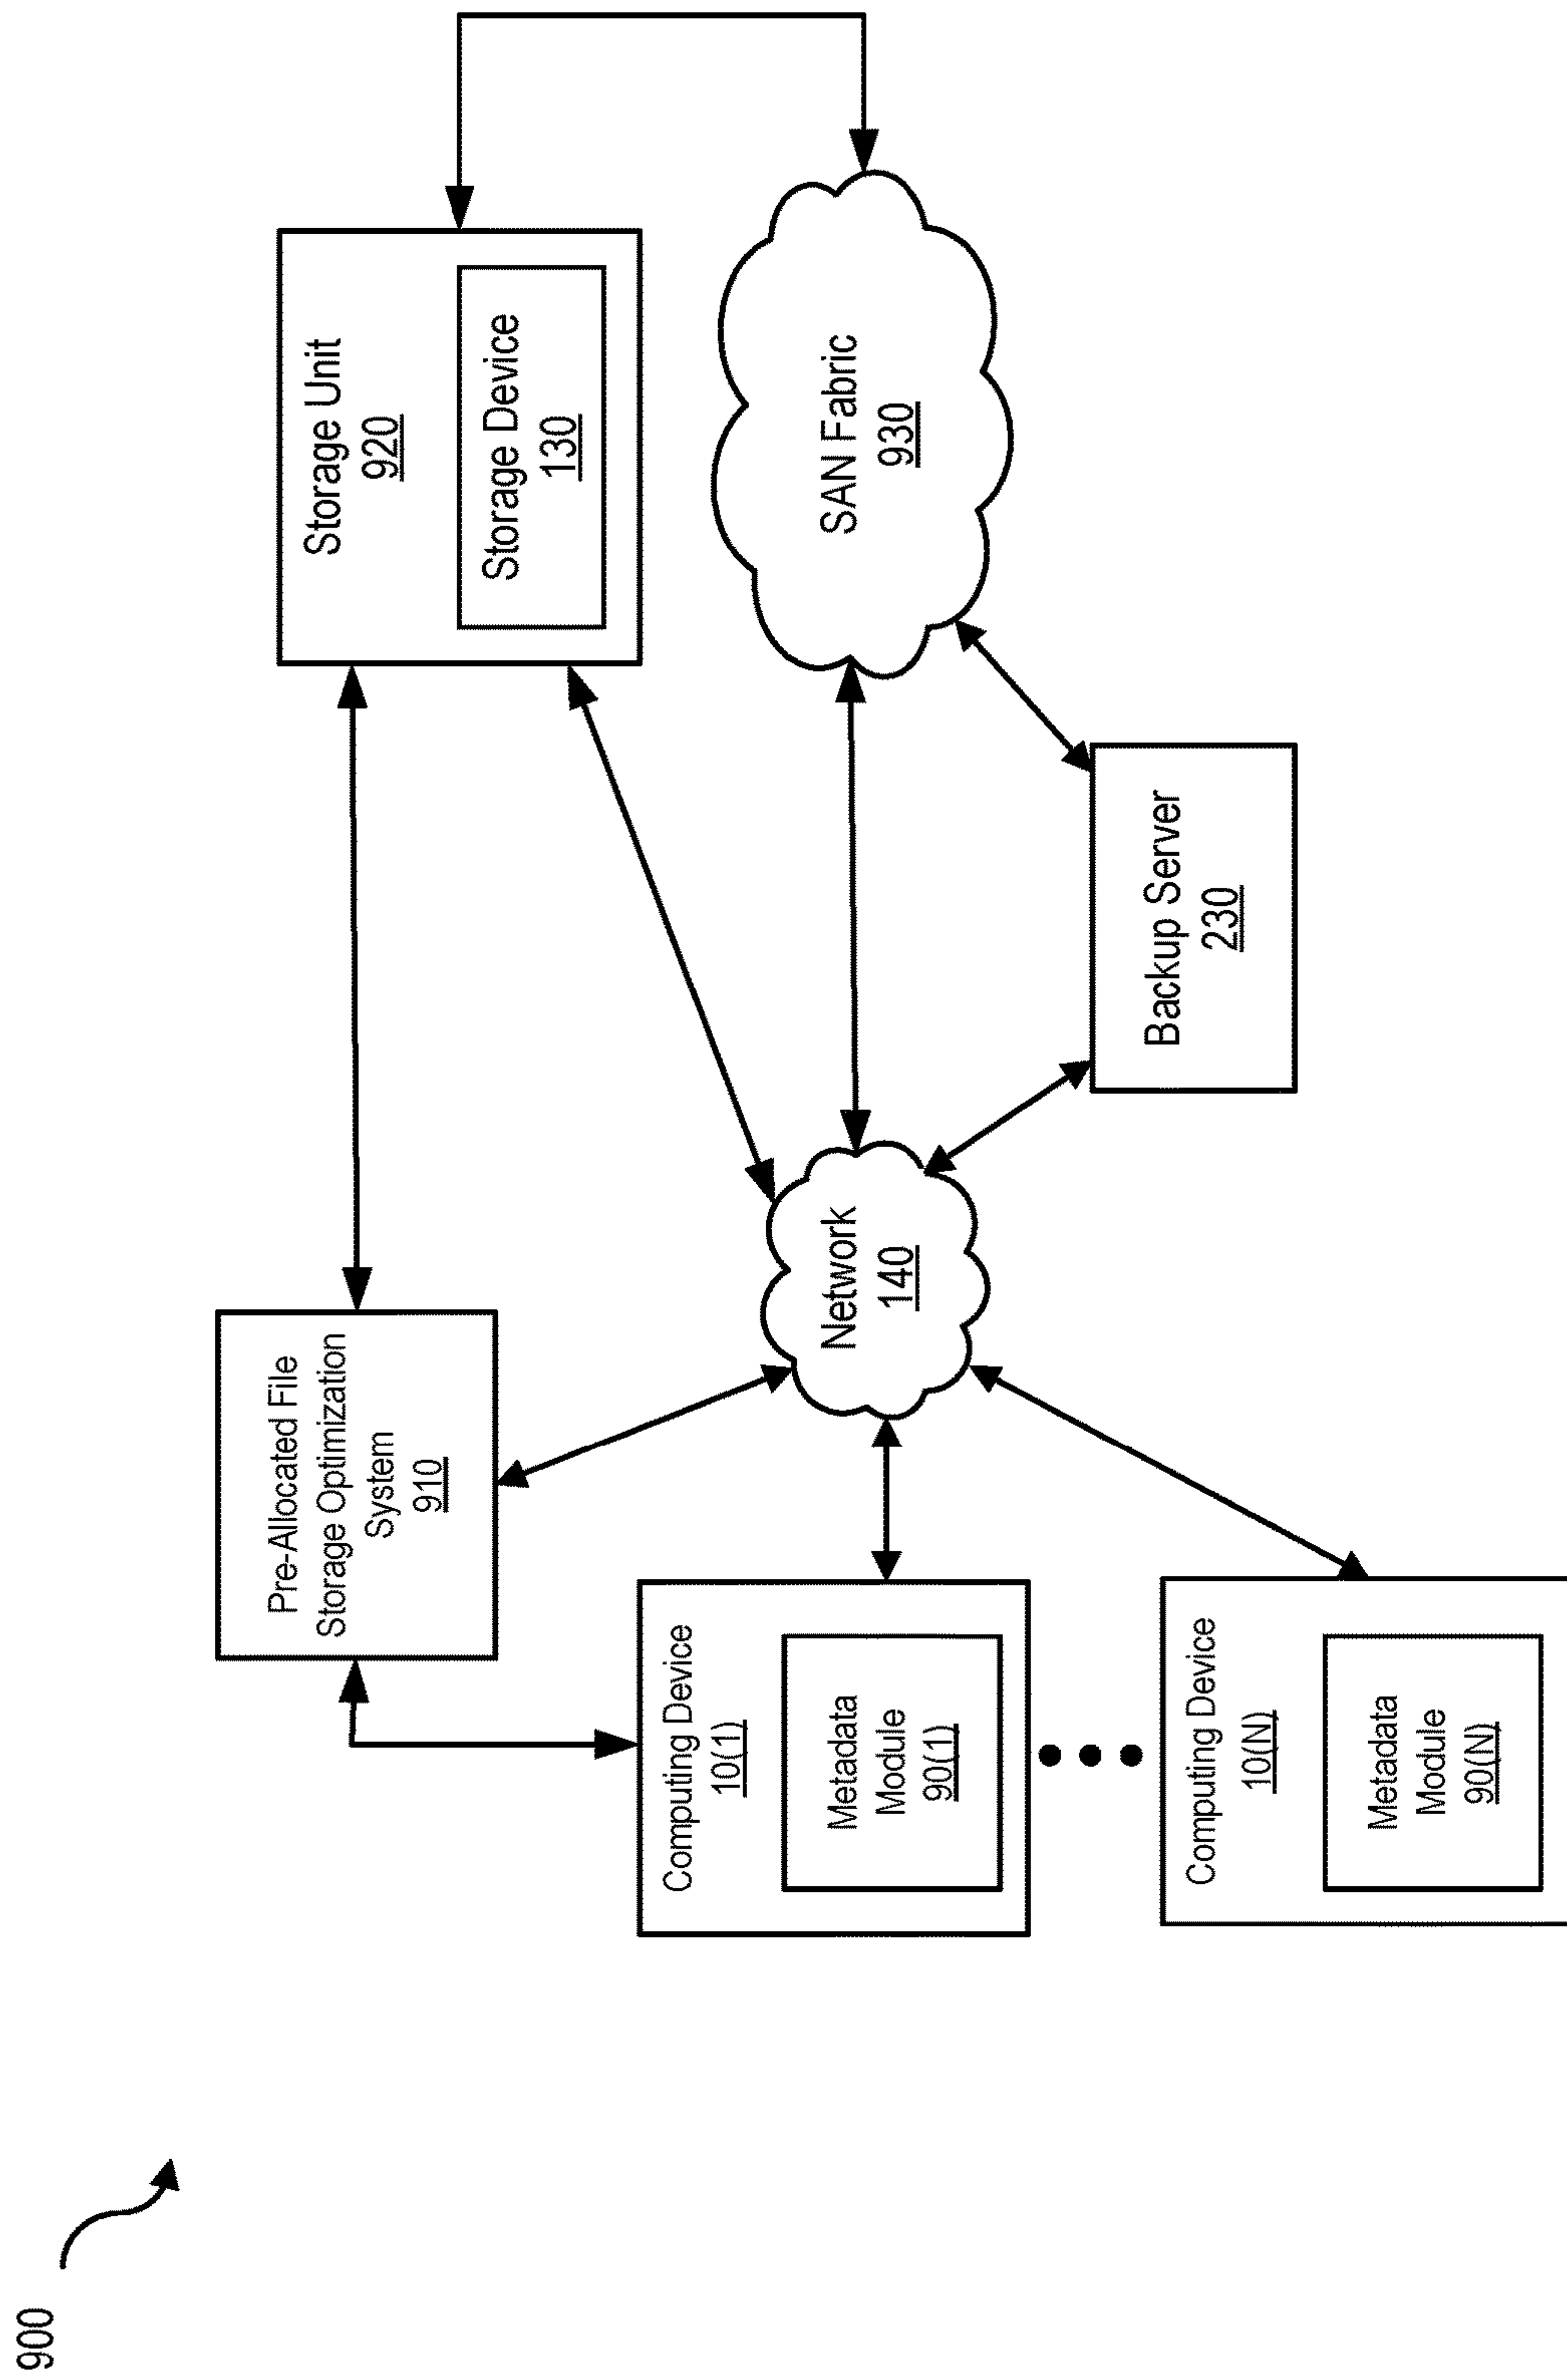 900
Pre-Allocated File
Storage Optimization
System
910
Storage Unit
920
Storage Device
130
Computing Device
10(1)
Metadata
Module
90(1)
Network
140
SAN Fabric
930
Backup Server
230
Computing Device
10(N)
Metadata
Module
90(N)